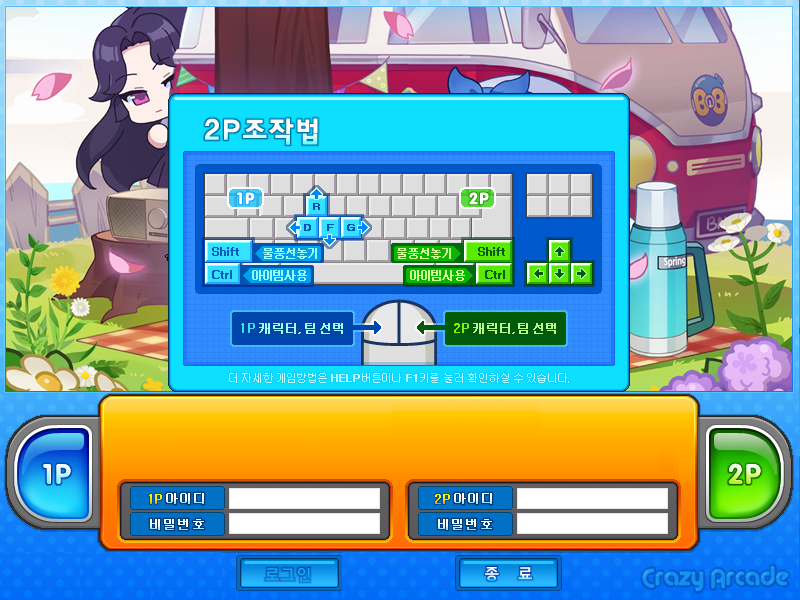 BnB
Spring
2P조작법
1P
2P
R
D F G
Shift 물풍선놓기
물풍선놓기 Shift
Ctrl 아이템사용
아이템사용 Ctrl
1P 캐릭터, 팀 선택
2P 캐릭터, 팀 선택
더 자세한 게임방법은 HELP버튼이나 F1키를 눌러 확인하실 수 있습니다.
1P
2P
1P 아이디
비밀번호
2P 아이디
비밀번호
로그인
종 료
Crazy Arcade